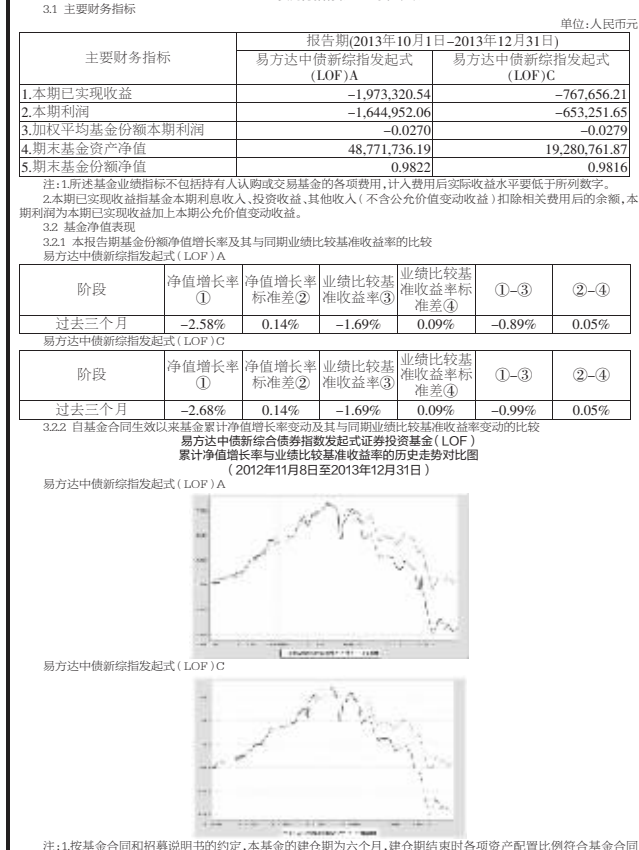 3.1 主要财务指标
单位:人民币元
主要财务指标 报告期(2013年10月1日-2013年12月31日)
易方达中债新综指发起式(LOF)A 易方达中债新综指发起式(LOF)C
1.本期已实现收益 -1,973,320.54 -767,656.21
2.本期利润 -1,644,952.06 -653,251.65
3.加权平均基金份额本期利润 -0.0270 -0.0279
4.期末基金资产净值 48,771,736.19 19,280,761.87
5.期末基金份额净值 0.9822 0.9816
注:1.所述基金业绩指标不包括持有人认购或交易基金的各项费用,计入费用后实际收益水平要低于所列数字。
2.本期已实现收益指基金本期利息收入、投资收益、其他收入(不含公允价值变动收益)扣除相关费用后的余额,本
期利润为本期已实现收益加上本期公允价值变动收益。
3.2 基金净值表现
3.2.1 本报告期基金份额净值增长率及其与同期业绩比较基准收益率的比较
易方达中债新综指发起式(LOF)A
阶段 净值增长率① 净值增长率标准差② 业绩比较基准收益率③ 业绩比较基准收益率标准差④ ①-③ ②-④
过去三个月 -2.58% 0.14% -1.69% 0.09% -0.89% 0.05%
易方达中债新综指发起式(LOF)C
阶段 净值增长率① 净值增长率标准差② 业绩比较基准收益率③ 业绩比较基准收益率标准差④ ①-③ ②-④
过去三个月 -2.68% 0.14% -1.69% 0.09% -0.99% 0.05%
3.2.2 自基金合同生效以来基金累计净值增长率变动及其与同期业绩比较基准收益率变动的比较
易方达中债新综合债券指数发起式证券投资基金(LOF)
累计净值增长率与业绩比较基准收益率的历史走势对比图
(2012年11月8日至2013年12月31日)
易方达中债新综指发起式(LOF)A
易方达中债新综指发起式(LOF)C
注:1.按基金合同和招募说明书的约定,本基金的建仓期为六个月,建仓期结束时各项资产配置比例符合基金合同